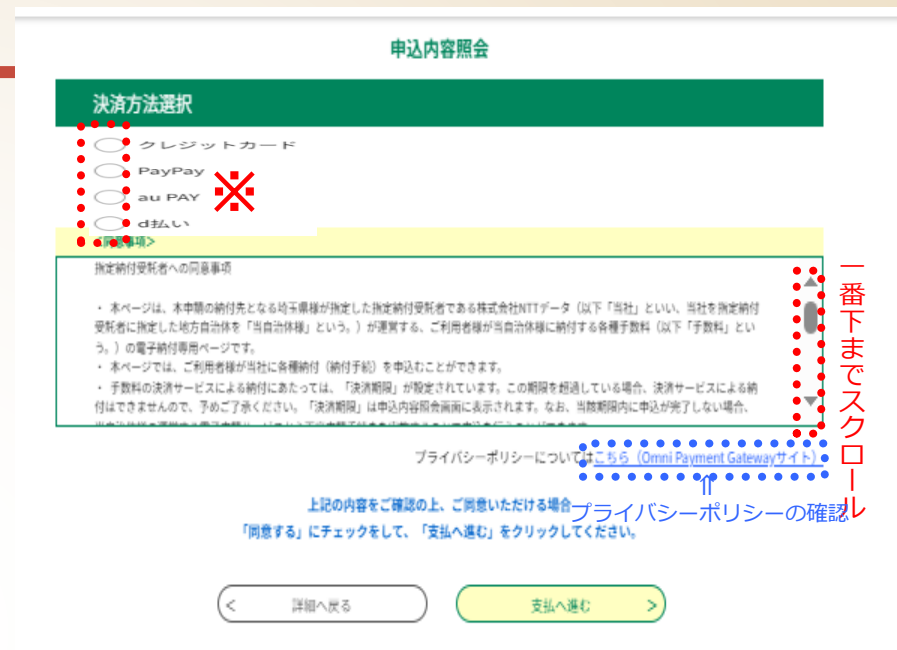 申込内容照会
決済方法選択
クレジットカード
PayPay
au PAY
※
d払い
<同意事項>
指定納付受託者への同意事項
・ 本ページは、本申請の納付先となる埼玉県様が指定した指定納付受託者である株式会社NTTデータ（以下「当社」といい、当社を指定納付
受託者に指定した地方自治体を「当自治体様」という。）が運営する、ご利用者様が当自治体様に納付する各種手数料（以下「手数料」とい
う。）の電子納付専用ページです。
・ 本ページでは、ご利用者様が当社に各種納付（納付手続）を申込むことができます。
・ 手数料の決済サービスによる納付にあたっては、「決済期限」が設定されています。この期限を超過している場合、決済サービスによる納
付はできませんので、予めご了承ください。「決済期限」は申込内容照会画面に表示されます。なお、当該期限内に申込が完了しない場合、
一番下までスクロール
プライバシーポリシーについてはこちら（Omni Payment Gatewayサイト）
⇑
プライバシーポリシーの確認
上記の内容をご確認の上、ご同意いただける場合
「同意する」にチェックをして、「支払へ進む」をクリックしてください。
< 詳細へ戻る
支払へ進む >